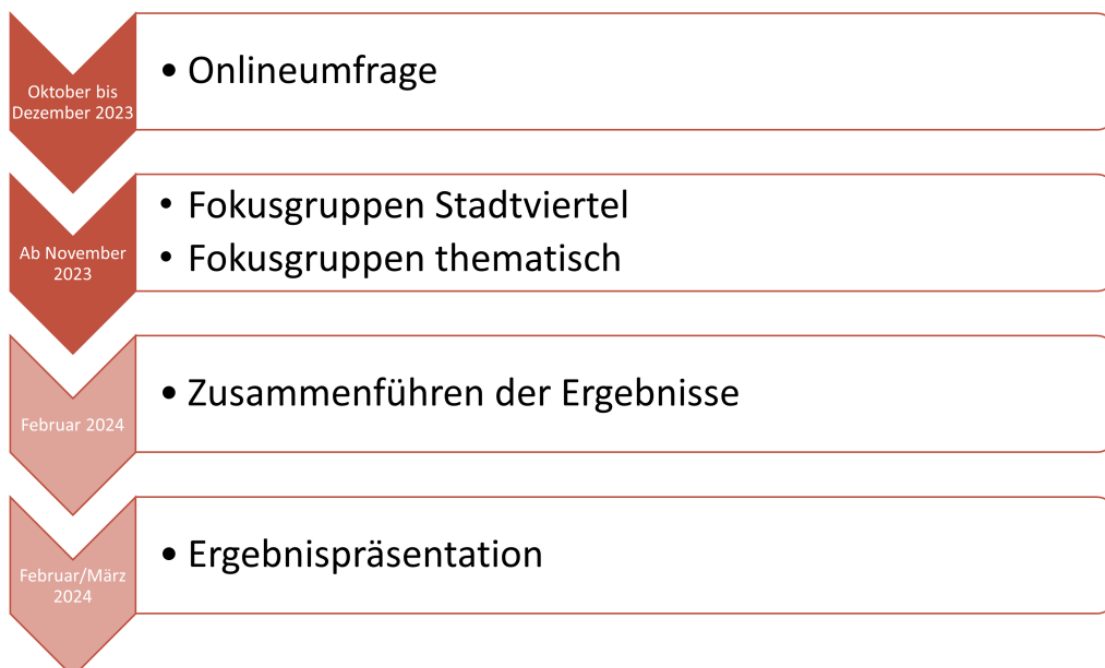 Oktober bis
Dezember 2023
• Onlineumfrage
Ab November
2023
• Fokusgruppen Stadtviertel
• Fokusgruppen thematisch
Februar 2024
• Zusammenführen der Ergebnisse
Februar/März
2024
• Ergebnispräsentation